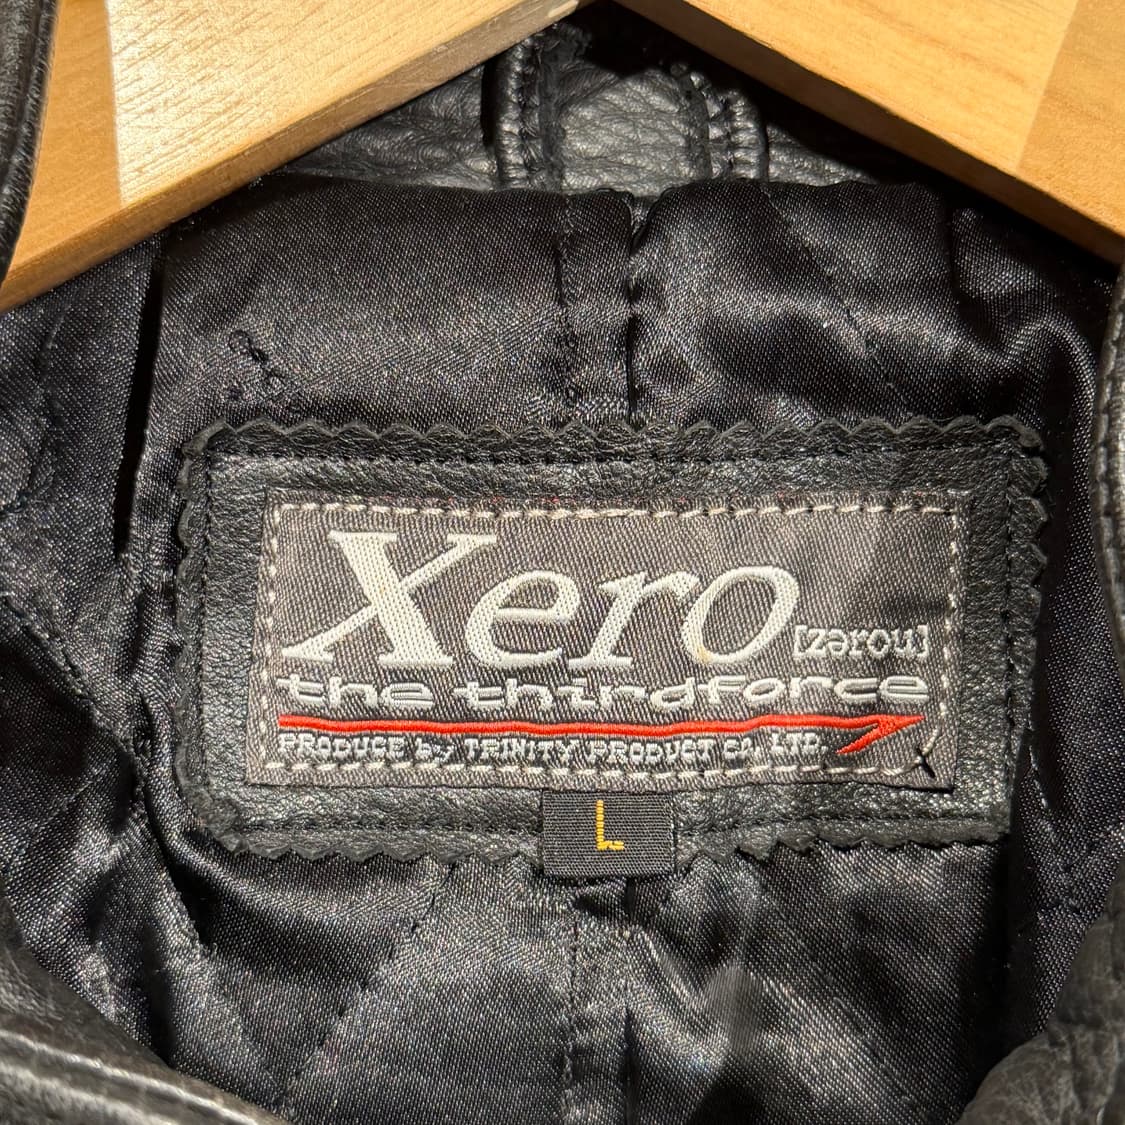 Xero [zərou]
the thirdforce
PRODUCE by TRINITY PRODUCT CO. LTD.
L